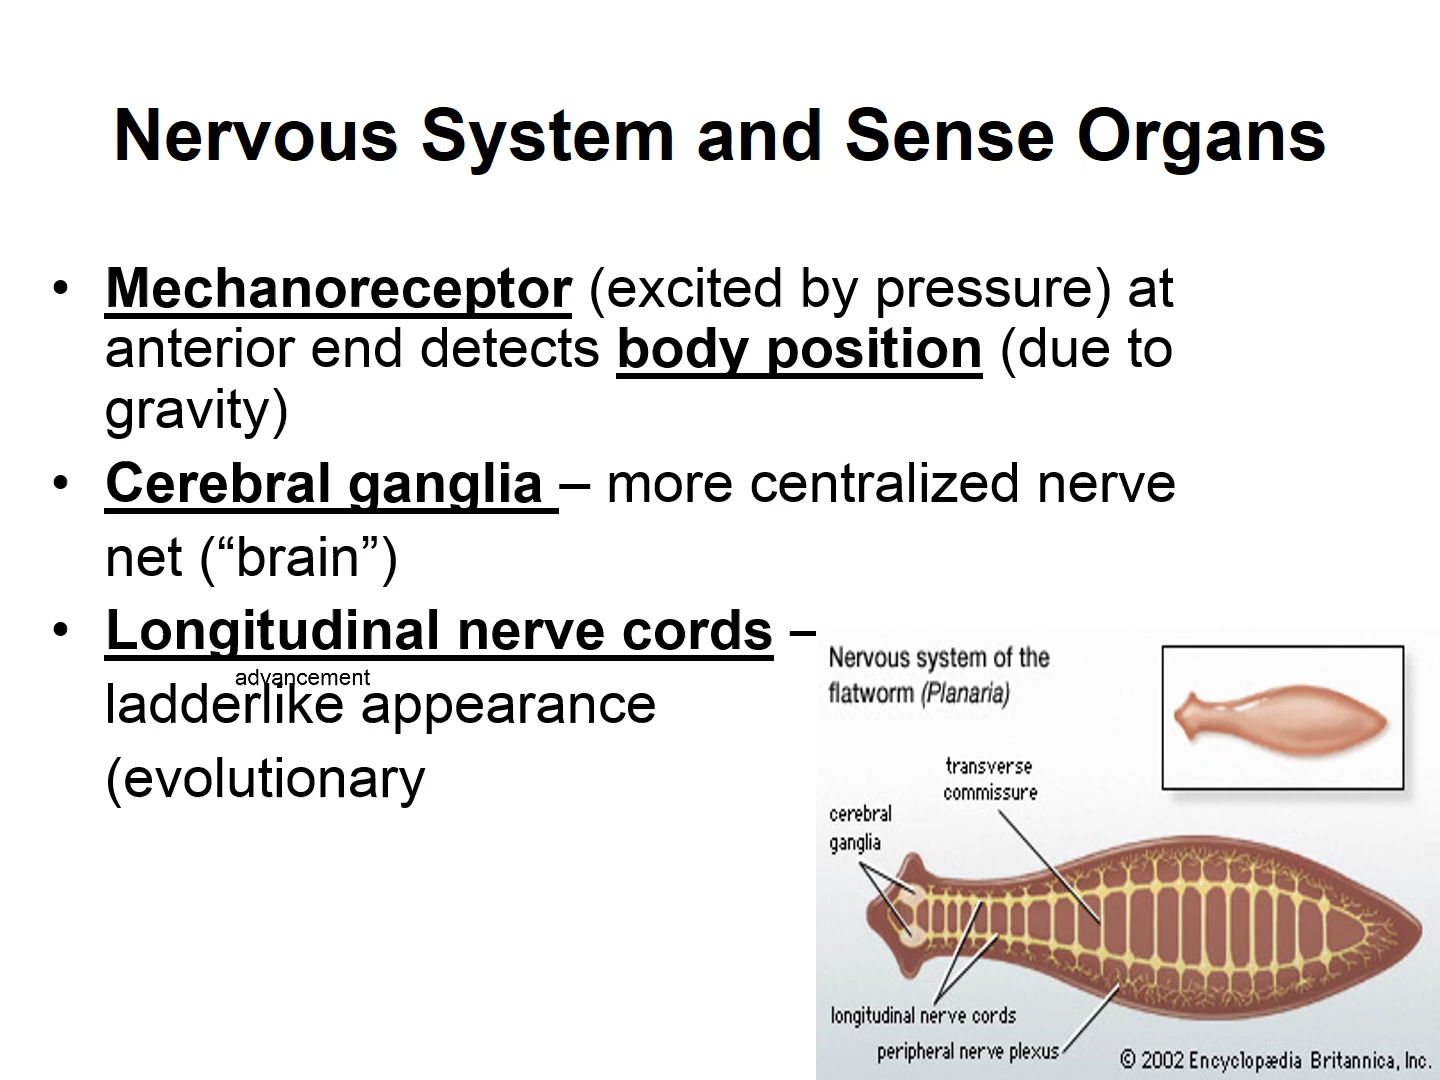 Nervous System and Sense Organs
• Mechanoreceptor (excited by pressure) at
anterior end detects body position (due to
gravity)
• Cerebral ganglia – more centralized nerve
net (“brain”)
• Longitudinal nerve cords –
advancement
ladderlike appearance
(evolutionary
Nervous system of the
flatworm (Planaria)
transverse
commissure
cerebral
ganglia
longitudinal nerve cords
peripheral nerve plexus
© 2002 Encyclopædia Britannica, Inc.